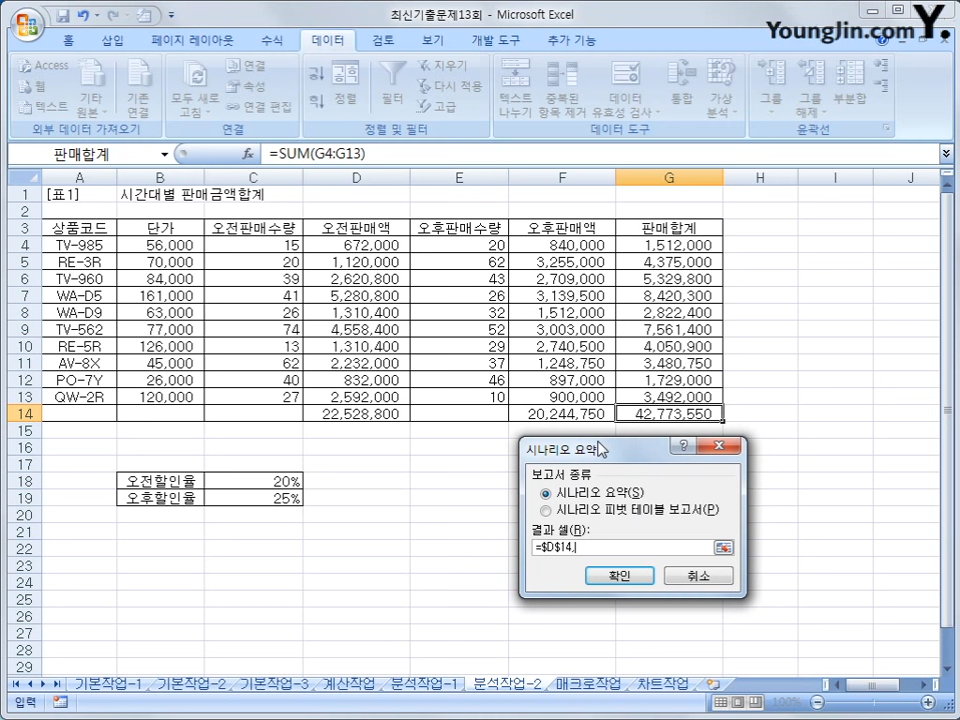 최신기출문제13회 - Microsoft Excel
YoungJin.com Y.
홈 삽입 페이지 레이아웃 수식 데이터 검토 보기 개발 도구 추가 기능
Access 웹 텍스트 기타 원본 기존 연결 모두 새로 고침 연결 속성 연결 편집 정렬 필터 지우기 다시 적용 고급 텍스트 나누기 중복된 항목 제거 데이터 유효성 검사 통합 가상 분석 그룹 그룹 해제 부분합
외부 데이터 가져오기 연결 정렬 및 필터 데이터 도구 윤곽선
판매합계 fx =SUM(G4:G13)
A B C D E F G H I J
1 [표1] 시간대별 판매금액합계
2
3 상품코드 단가 오전판매수량 오전판매액 오후판매수량 오후판매액 판매합계
4 TV-985 56,000 15 672,000 20 840,000 1,512,000
5 RE-3R 70,000 20 1,120,000 62 3,255,000 4,375,000
6 TV-960 84,000 39 2,620,800 43 2,709,000 5,329,800
7 WA-D5 161,000 41 5,280,800 26 3,139,500 8,420,300
8 WA-D9 63,000 26 1,310,400 32 1,512,000 2,822,400
9 TV-562 77,000 74 4,558,400 52 3,003,000 7,561,400
10 RE-5R 126,000 13 1,310,400 29 2,740,500 4,050,900
11 AV-8X 45,000 62 2,232,000 37 1,248,750 3,480,750
12 PO-7Y 26,000 40 832,000 46 897,000 1,729,000
13 QW-2R 120,000 27 2,592,000 10 900,000 3,492,000
14 22,528,800 20,244,750 42,773,550
15
16
17
18 오전할인율 20%
19 오후할인율 25%
20
21
22
23
24
25
26
27
28
29
시나리오 요약
보고서 종류
시나리오 요약(S)
시나리오 피벗 테이블 보고서(P)
결과 셀(R):
=$D$14,
확인 취소
기본작업-1 기본작업-2 기본작업-3 계산작업 분석작업-1 분석작업-2 매크로작업 차트작업
입력 100%